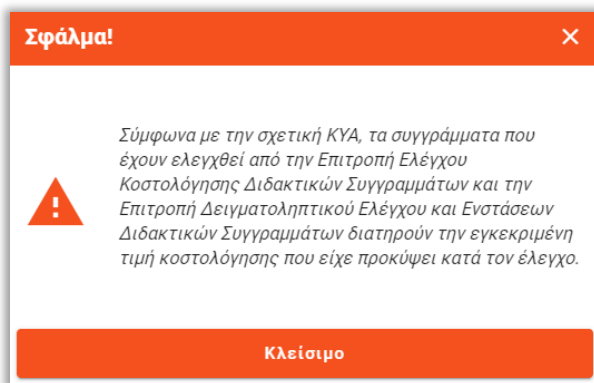 Σφάλμα!
Σύμφωνα με την σχετική ΚΥΑ, τα συγγράμματα που
έχουν ελεγχθεί από την Επιτροπή Ελέγχου
Κοστολόγησης Διδακτικών Συγγραμμάτων και την
Επιτροπή Δειγματοληπτικού Ελέγχου και Ενστάσεων
Διδακτικών Συγγραμμάτων διατηρούν την εγκεκριμένη
τιμή κοστολόγησης που είχε προκύψει κατά τον έλεγχο.
Κλείσιμο